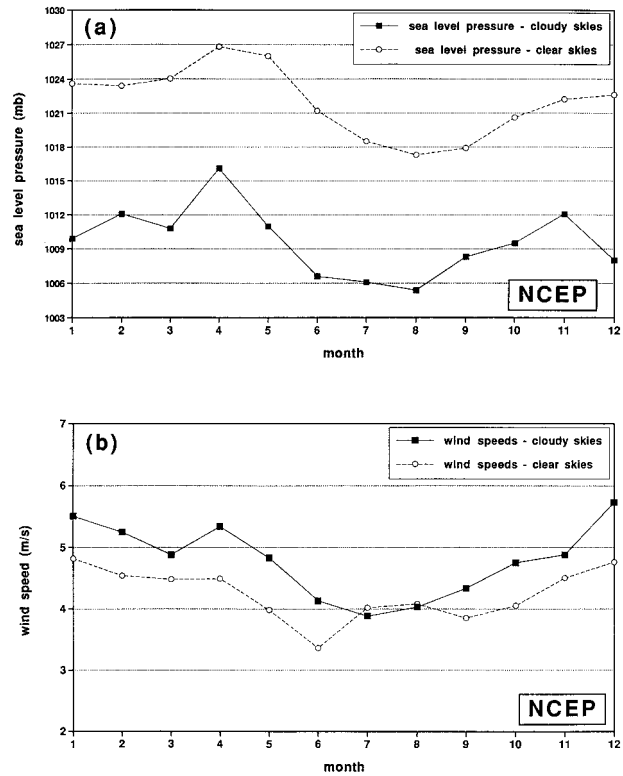 (a)
sea level pressure - cloudy skies
sea level pressure - clear skies
1030
1027
1024
1021
1018
1015
1012
1009
1006
1003
sea level pressure (mb)
NCEP
1 2 3 4 5 6 7 8 9 10 11 12
month
(b)
wind speeds - cloudy skies
wind speeds - clear skies
7
6
5
4
3
2
wind speed (m/s)
NCEP
1 2 3 4 5 6 7 8 9 10 11 12
month